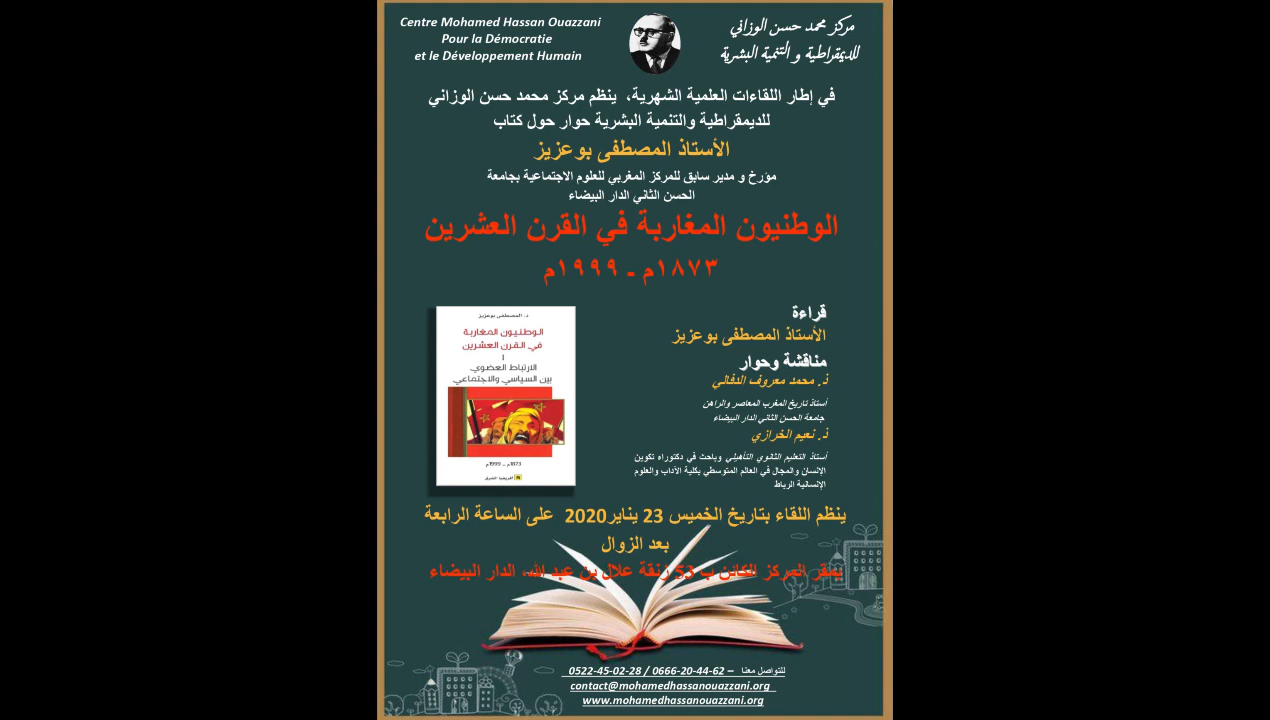 Centre Mohamed Hassan Ouazzani
Pour la Démocratie
et le Développement Humain
مركز محمد حسن الوزاني
للديمقراطية و التنمية البشرية
في إطار اللقاءات العلمية الشهرية، ينظم مركز محمد حسن الوزاني
للديمقراطية والتنمية البشرية حوار حول كتاب
الأستاذ المصطفى بوعزيز
مؤرخ و مدير سابق للمركز المغربي للعلوم الاجتماعية بجامعة
الحسن الثاني الدار البيضاء
الوطنيون المغاربة في القرن العشرين
١٨٧٣م - ١٩٩٩م
قراءة
الأستاذ المصطفى بوعزيز
مناقشة وحوار
ذ. محمد معروف الدفالي
أستاذ تاريخ المغرب المعاصر والراهن
جامعة الحسن الثاني الدار البيضاء
ذ. نعيم الخرازي
أستاذ التعليم الثانوي التأهيلي وباحث في دكتوراه تكوين
الإنسان والمجال في العالم المتوسطي بكلية الآداب والعلوم
الإنسانية الرباط
د. المصطفى بوعزيز
الوطنيون المغاربة
في القرن العشرين
I
الارتباط العضوي
بين السياسي والاجتماعي
1873م - 1999م
أفريقيا الشرق
ينظم اللقاء بتاريخ الخميس 23 يناير2020 على الساعة الرابعة
بعد الزوال
بمقر المركز الكائن ب 53 زنقة علال بن عبد الله، الدار البيضاء
للتواصل معنا – 0522-45-02-28 / 0666-20-44-62
contact@mohamedhassanouazzani.org
www.mohamedhassanouazzani.org